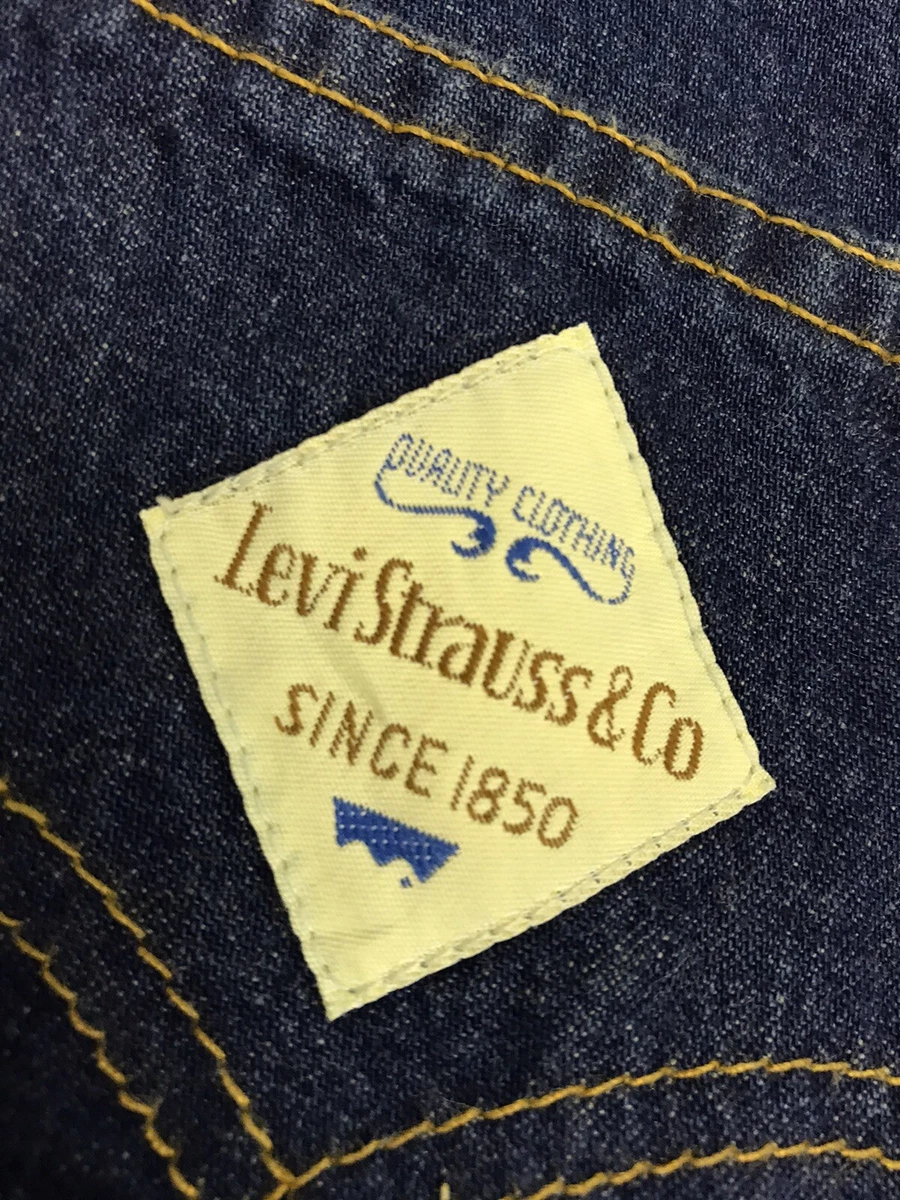 QUALITY CLOTHING
Levi Strauss & Co
SINCE 1850